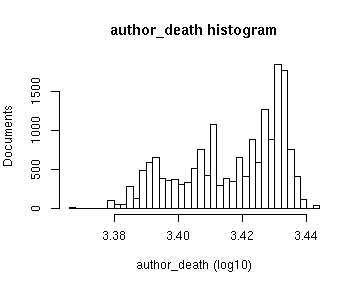 author_death histogram
Documents
1500
1000
500
0
3.38 3.40 3.42 3.44
author_death (log10)